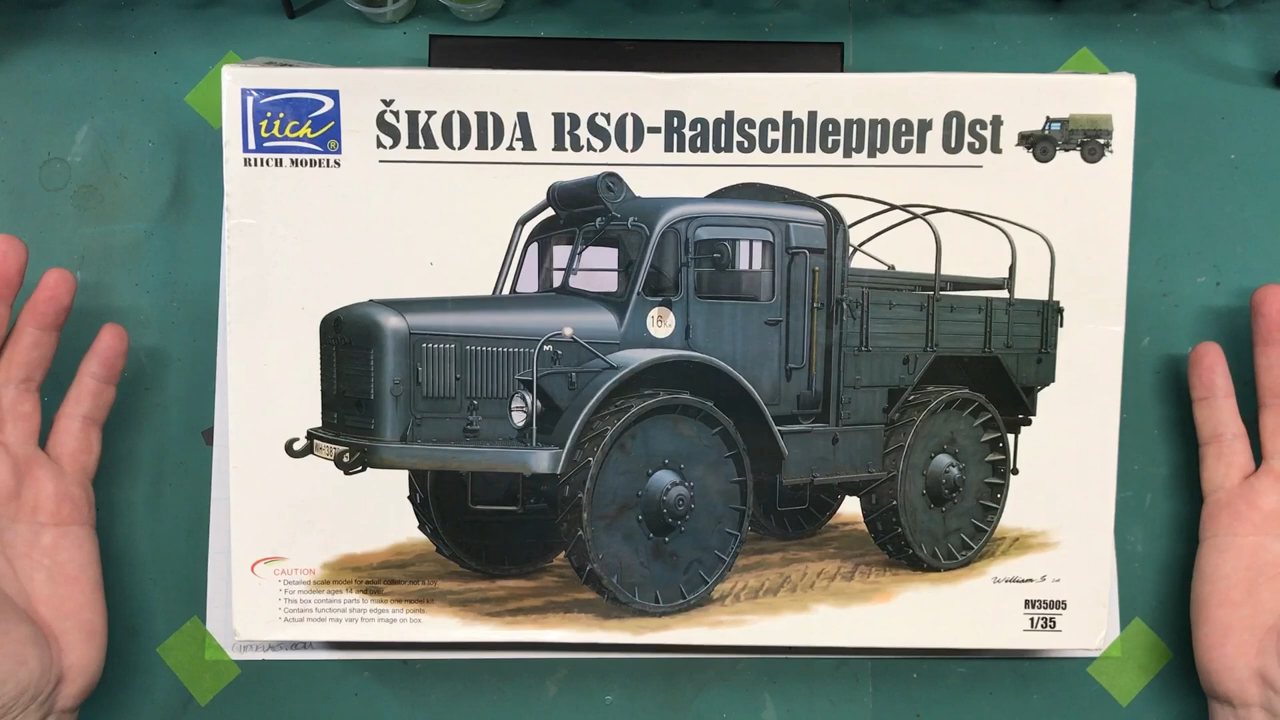 Riich
®
RIICH.MODELS
ŠKODA RSO-Radschlepper Ost
16
CAUTION
* Detailed scale model for adult colletor,not a toy.
* For modeler ages 14 and over.
* This box contains parts to make one model kit.
* Contains functional sharp edges and points.
* Actual model may vary from image on box.
William S
RV35005
1/35